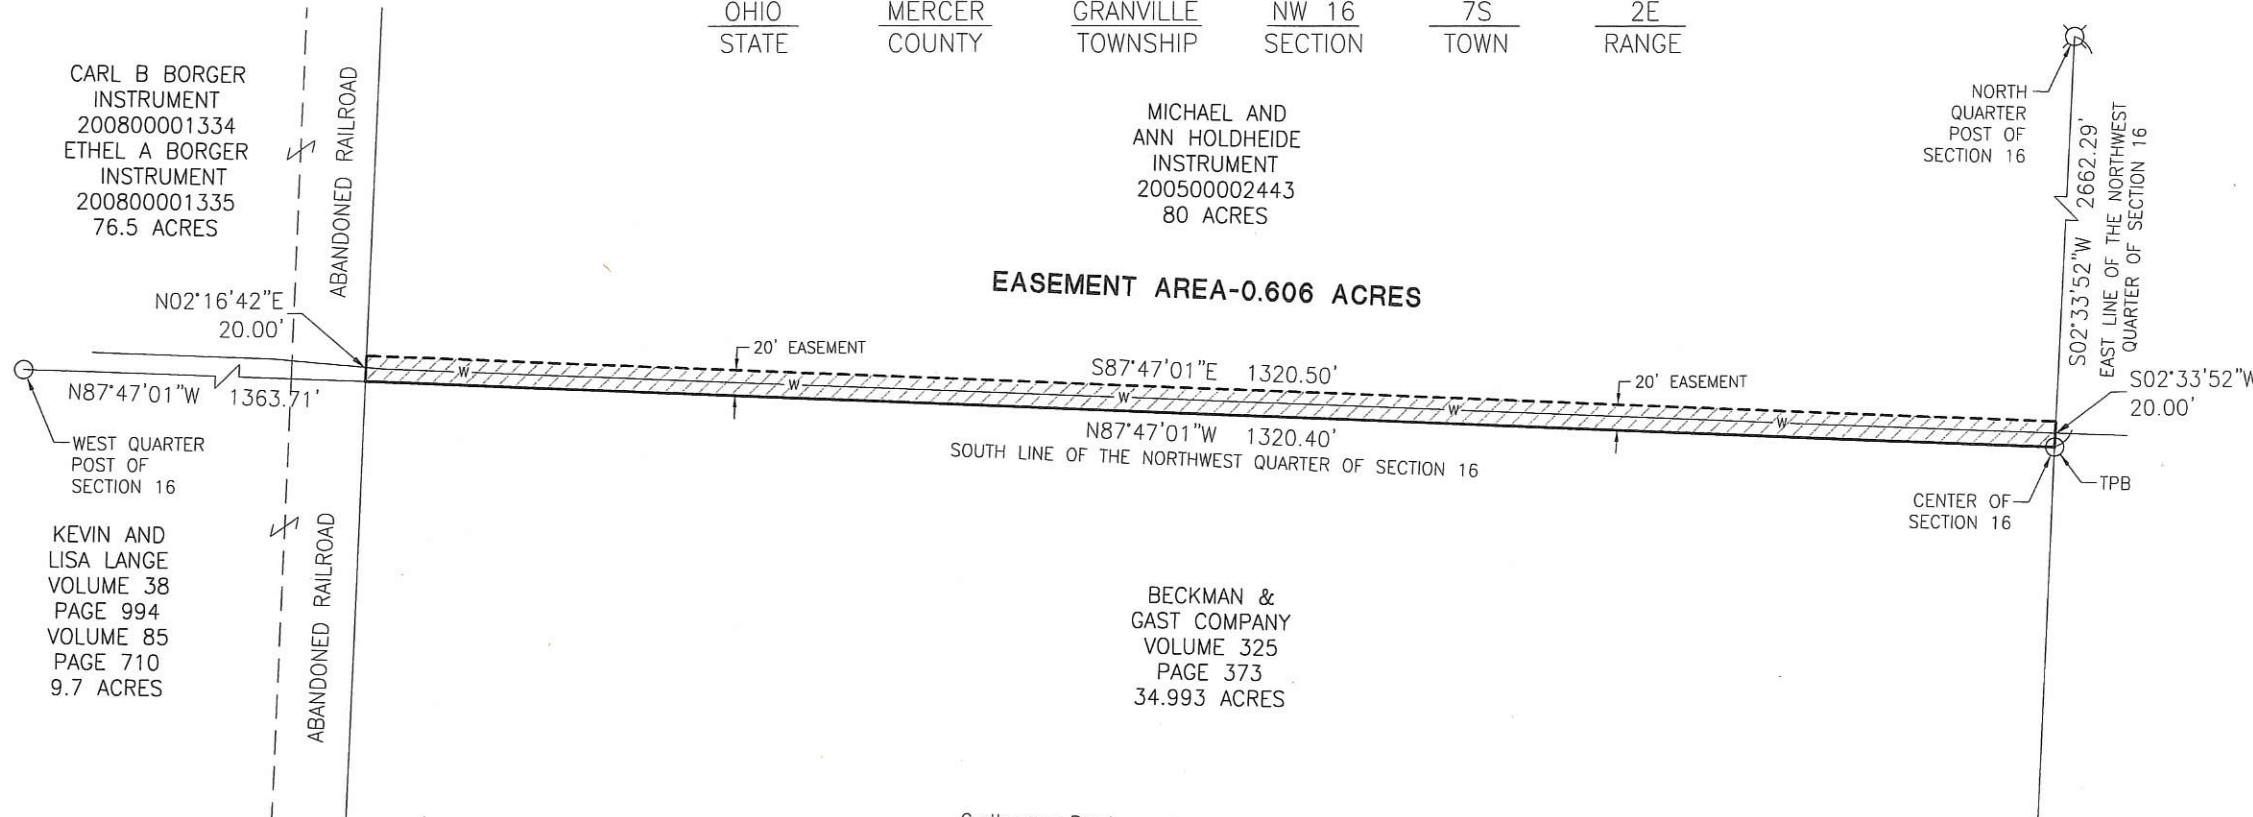 OHIO MERCER GRANVILLE NW 16 7S 2E
STATE COUNTY TOWNSHIP SECTION TOWN RANGE
CARL B BORGER
INSTRUMENT
200800001334
ETHEL A BORGER
INSTRUMENT
200800001335
76.5 ACRES
ABANDONED RAILROAD
MICHAEL AND
ANN HOLDHEIDE
INSTRUMENT
200500002443
80 ACRES
NORTH
QUARTER
POST OF
SECTION 16
S02°33'52"W 2662.29'
EAST LINE OF THE NORTHWEST
QUARTER OF SECTION 16
EASEMENT AREA-0.606 ACRES
N02°16'42"E
20.00'
20' EASEMENT
S87°47'01"E 1320.50'
20' EASEMENT
S02°33'52"W
20.00'
W
W
W
W
W
N87°47'01"W 1363.71'
N87°47'01"W 1320.40'
SOUTH LINE OF THE NORTHWEST QUARTER OF SECTION 16
WEST QUARTER
POST OF
SECTION 16
TPB
CENTER OF
SECTION 16
KEVIN AND
LISA LANGE
VOLUME 38
PAGE 994
VOLUME 85
PAGE 710
9.7 ACRES
ABANDONED RAILROAD
BECKMAN &
GAST COMPANY
VOLUME 325
PAGE 373
34.993 ACRES